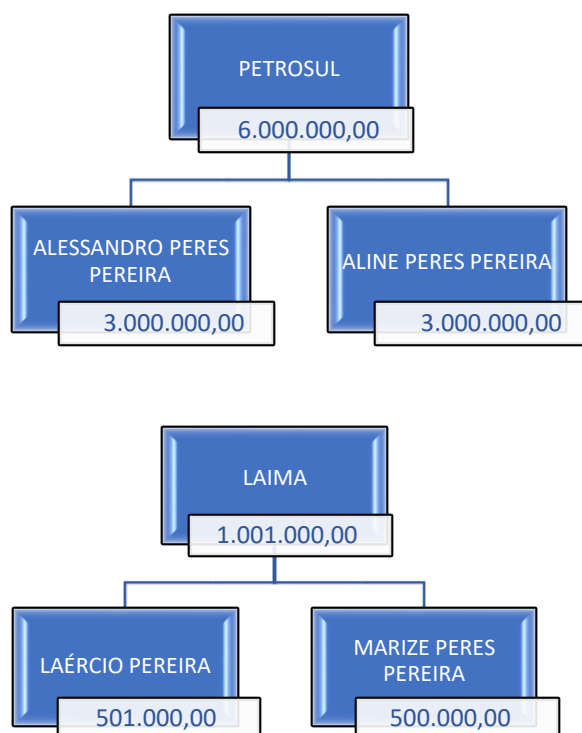 PETROSUL
6.000.000,00
ALESSANDRO PERES
PEREIRA
3.000.000,00
ALINE PERES PEREIRA
3.000.000,00
LAIMA
1.001.000,00
LAÉRCIO PEREIRA
501.000,00
MARIZE PERES
PEREIRA
500.000,00